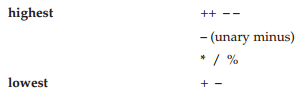 highest ++ – –
– (unary minus)
* / %
lowest + –